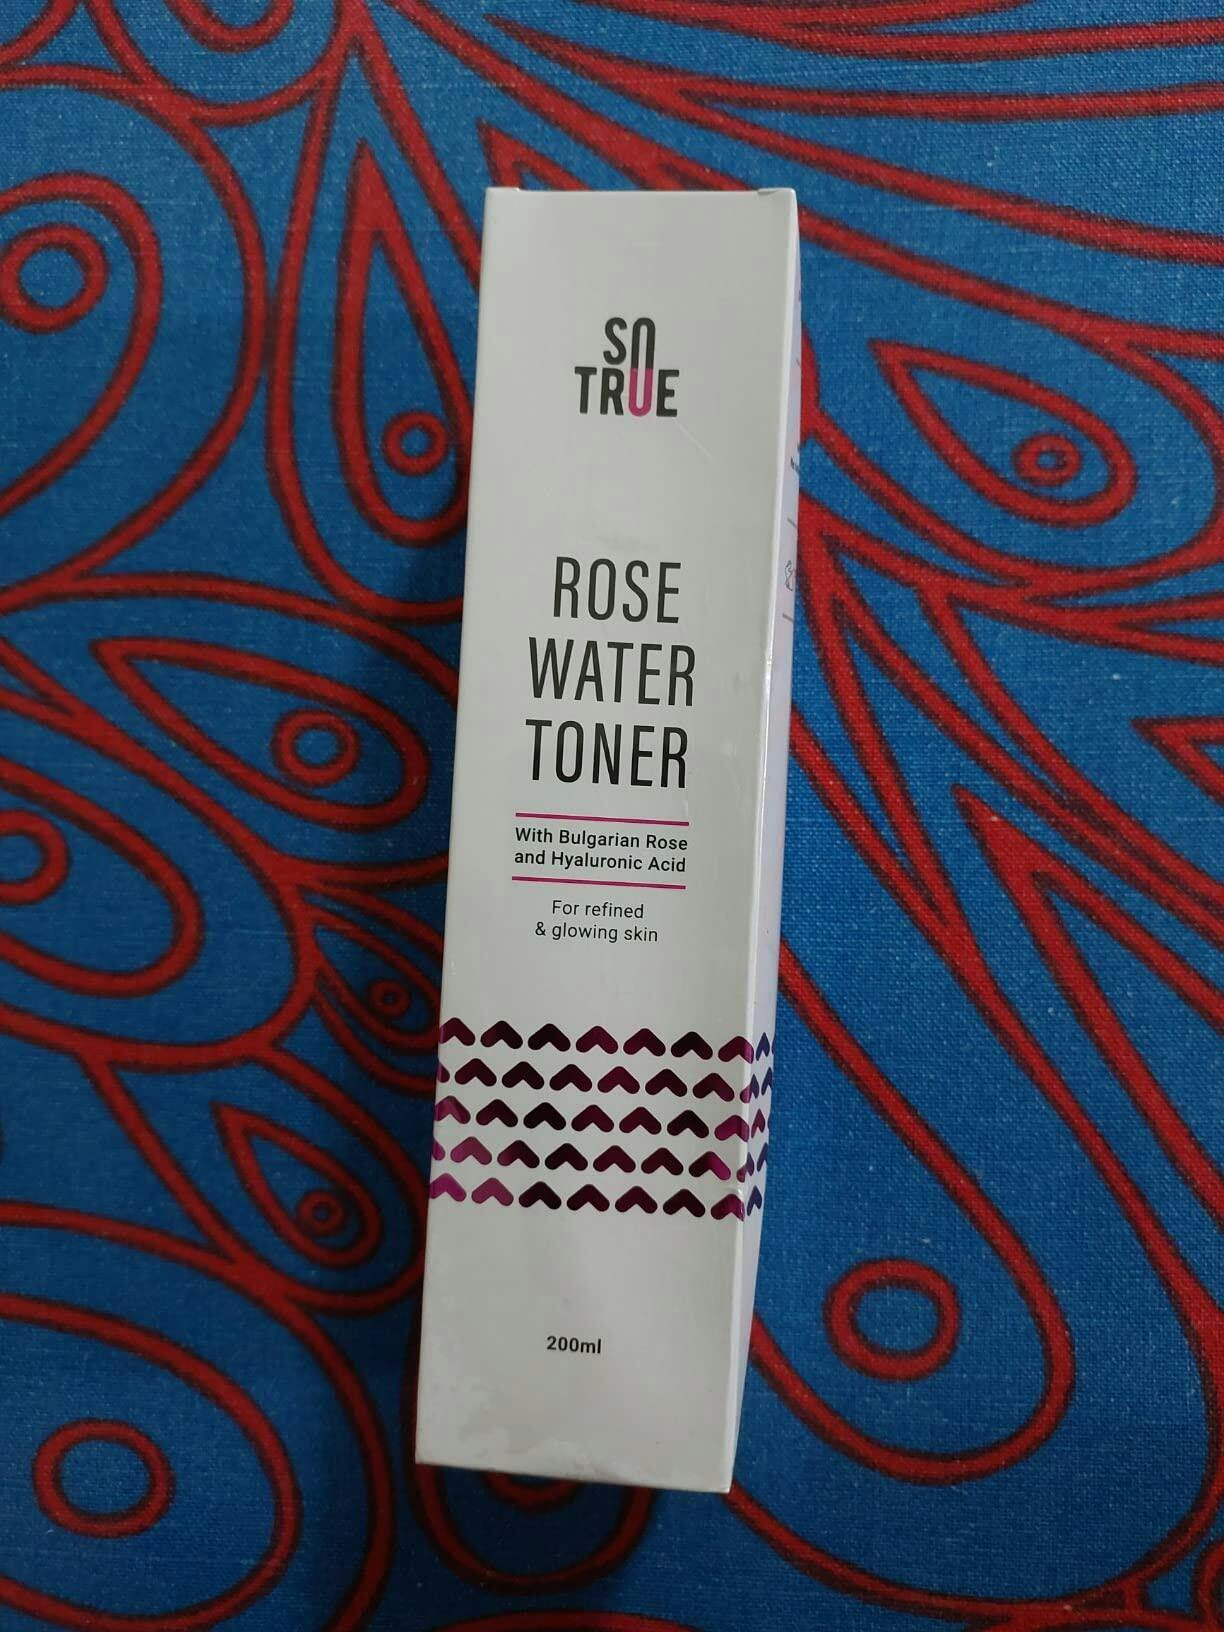 SO
TRUE
ROSE
WATER
TONER
With Bulgarian Rose
and Hyaluronic Acid
For refined
& glowing skin
200ml